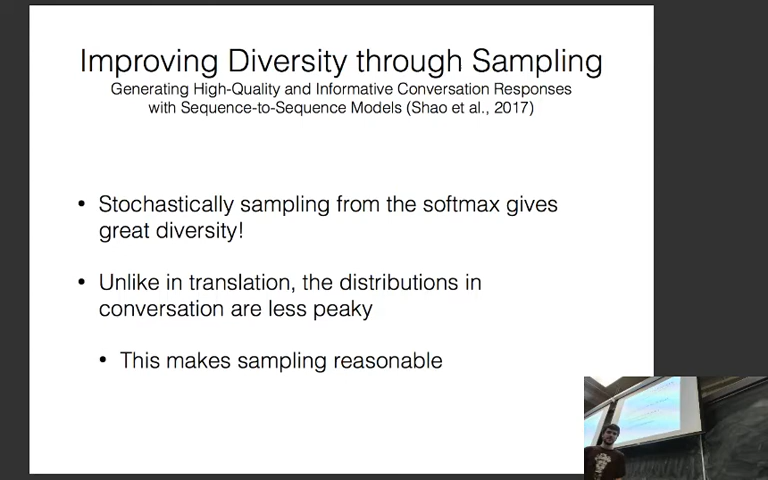 Improving Diversity through Sampling
Generating High-Quality and Informative Conversation Responses
with Sequence-to-Sequence Models (Shao et al., 2017)
• Stochastically sampling from the softmax gives
great diversity!
• Unlike in translation, the distributions in
conversation are less peaky
• This makes sampling reasonable